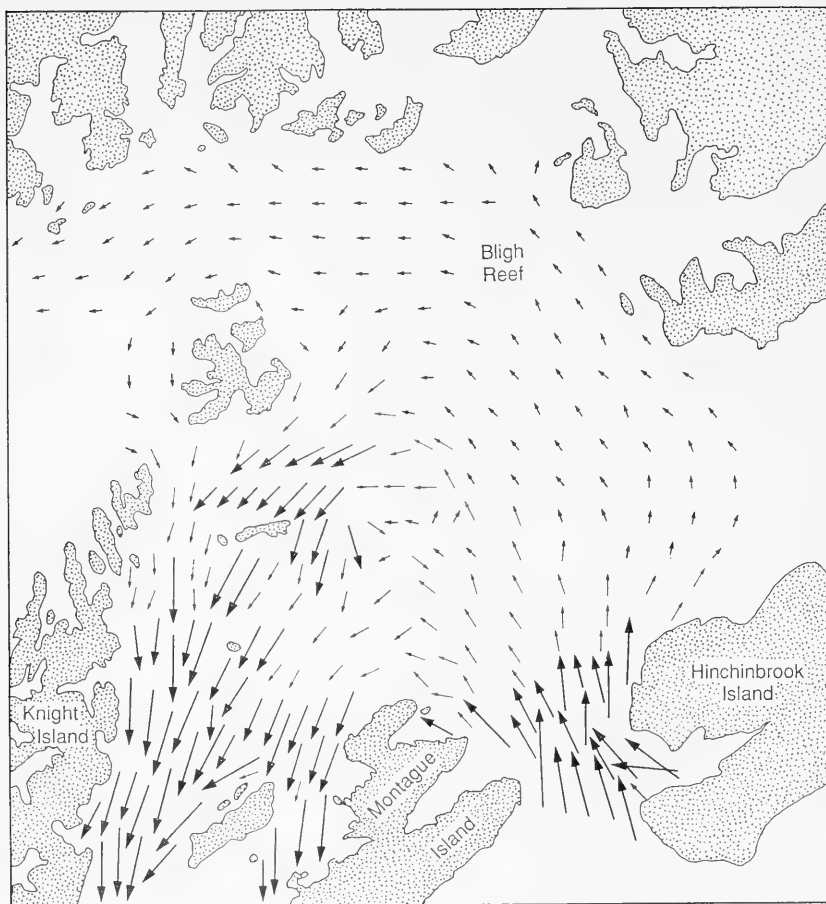 Bligh
Reef
Hinchinbrook
Island
Knight
Island
Montague
Island